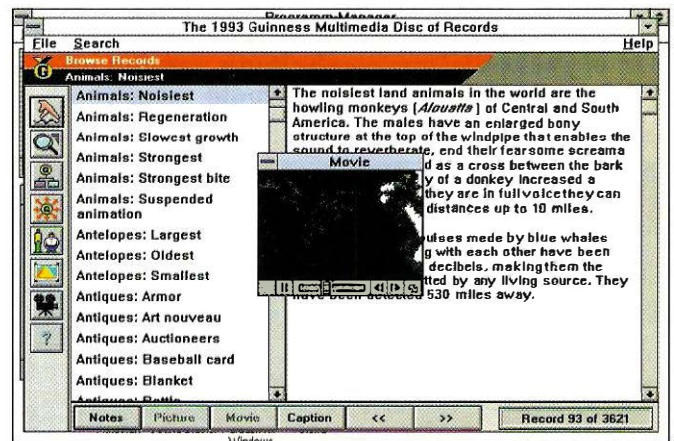 Programm-Manager
The 1993 Guinness Multimedia Disc of Records
File Search Help
Browse Records
Animals: Noisiest
Animals: Noisiest
Animals: Regeneration
Animals: Slowest growth
Animals: Strongest
Animals: Strongest bite
Animals: Suspended
animation
Antelopes: Largest
Antelopes: Oldest
Antelopes: Smallest
Antiques: Armor
Antiques: Art nouveau
Antiques: Auctioneers
Antiques: Baseball card
Antiques: Blanket
The noisiest land animals in the world are the
howling monkeys (Alouatta) of Central and South
America. The males have an enlarged bony
structure at the top of the windpipe that enables the
sound to reverberate, and their fearsome screams
d as a cross between the bark
y of a donkey increased a
they are in full voice they can
distances up to 10 miles.
ulses made by blue whales
g with each other have been
decibels, making them the
tted by any living source. They
have been detected 530 miles away.
Movie
Notes Picture Movie Caption << >> Record 93 of 3621
Windows